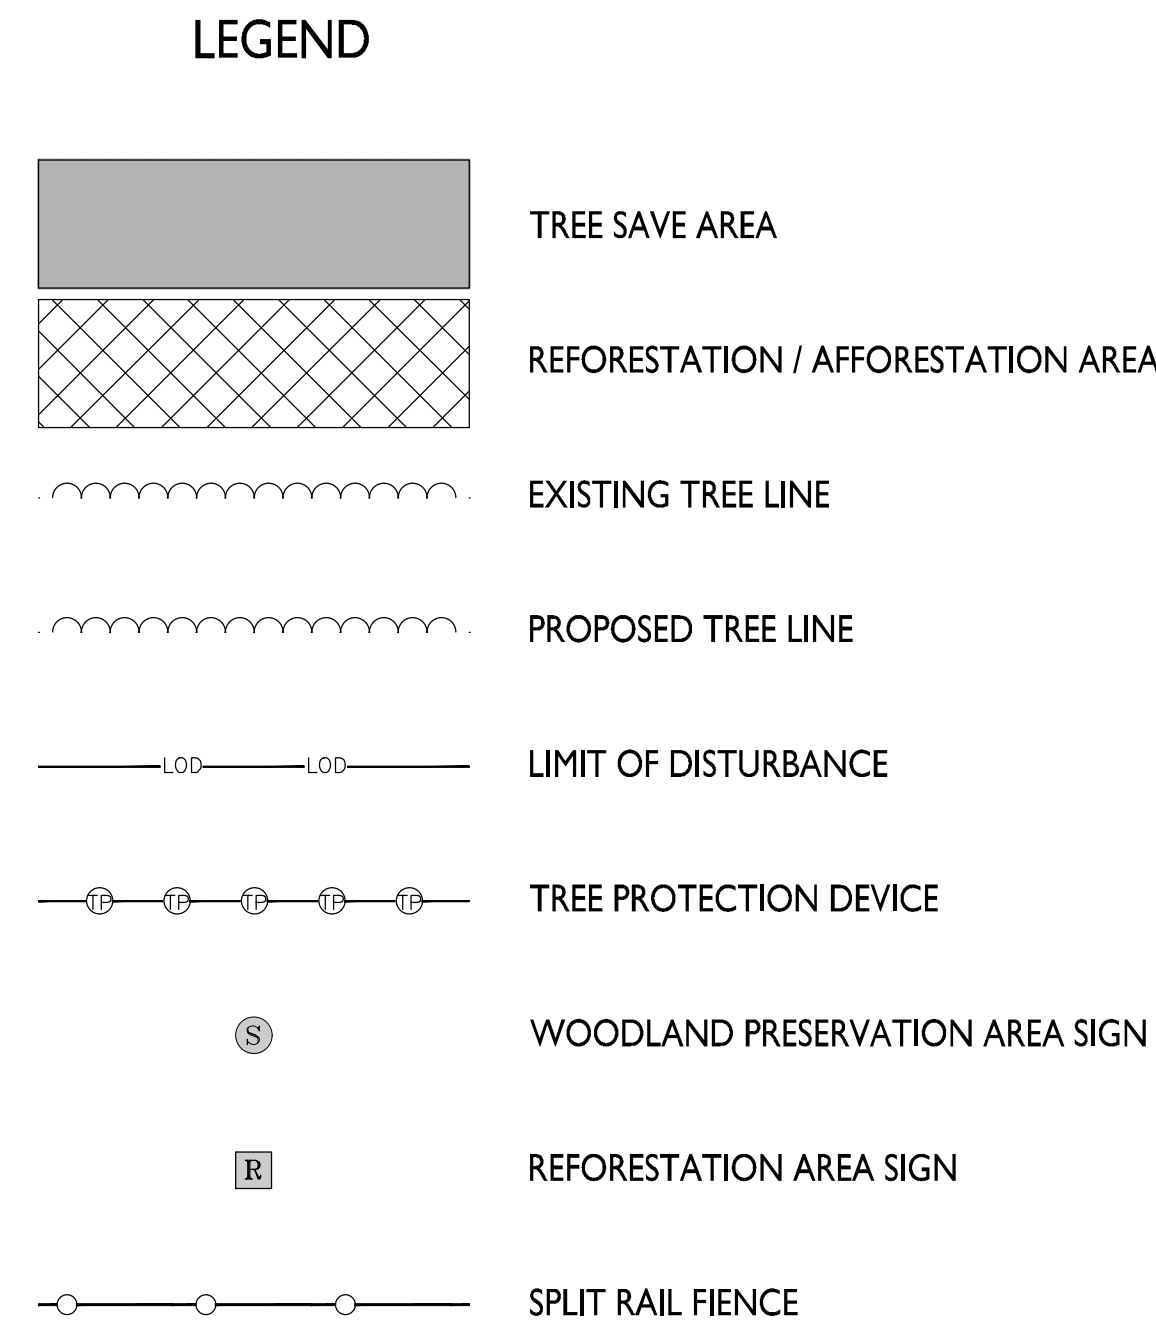 LEGEND
TREE SAVE AREA
REFORESTATION / AFFORESTATION AREA
EXISTING TREE LINE
PROPOSED TREE LINE
LOD LOD LIMIT OF DISTURBANCE
TP TP TP TP TP TREE PROTECTION DEVICE
S WOODLAND PRESERVATION AREA SIGN
R REFORESTATION AREA SIGN
SPLIT RAIL FIENCE